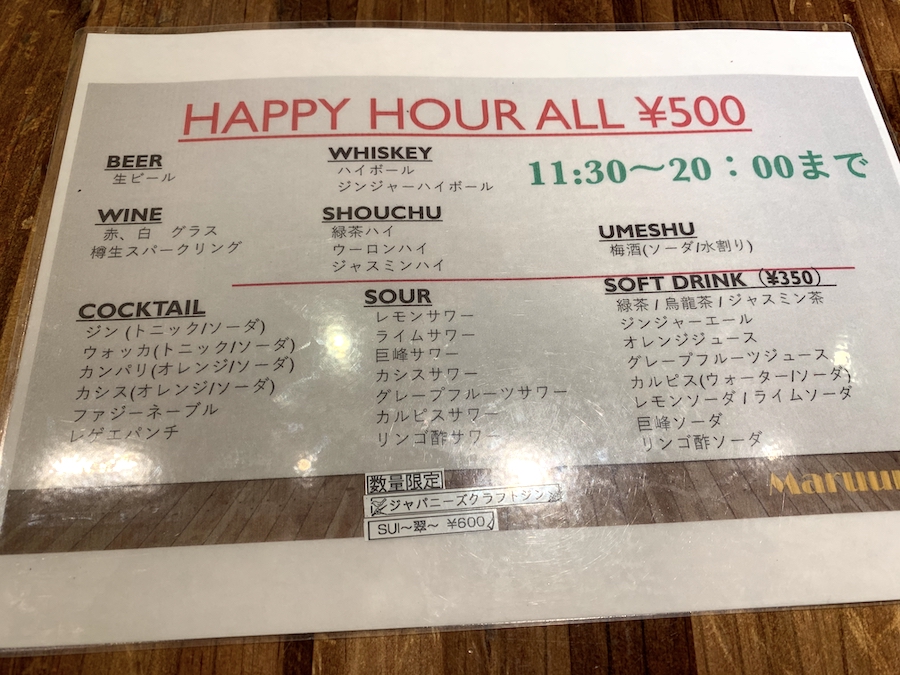 HAPPY HOUR ALL ¥500
11:30〜20：00まで
BEER
生ビール
WHISKEY
ハイボール
ジンジャーハイボール
WINE
赤、白　グラス
樽生スパークリング
SHOUCHU
緑茶ハイ
ウーロンハイ
ジャスミンハイ
UMESHU
梅酒(ソーダ/水割り)
COCKTAIL
ジン(トニック/ソーダ)
ウォッカ(トニック/ソーダ)
カンパリ(オレンジ/ソーダ)
カシス(オレンジ/ソーダ)
ファジーネーブル
レゲエパンチ
SOUR
レモンサワー
ライムサワー
巨峰サワー
カシスサワー
グレープフルーツサワー
カルピスサワー
リンゴ酢サワー
SOFT DRINK（¥350）
緑茶 / 烏龍茶 / ジャスミン茶
ジンジャーエール
オレンジジュース
グレープフルーツジュース
カルピス(ウォーター/ソーダ)
レモンソーダ / ライムソーダ
巨峰ソーダ
リンゴ酢ソーダ
数量限定
ジャパニーズクラフトジン
SUI〜翠〜 ¥600